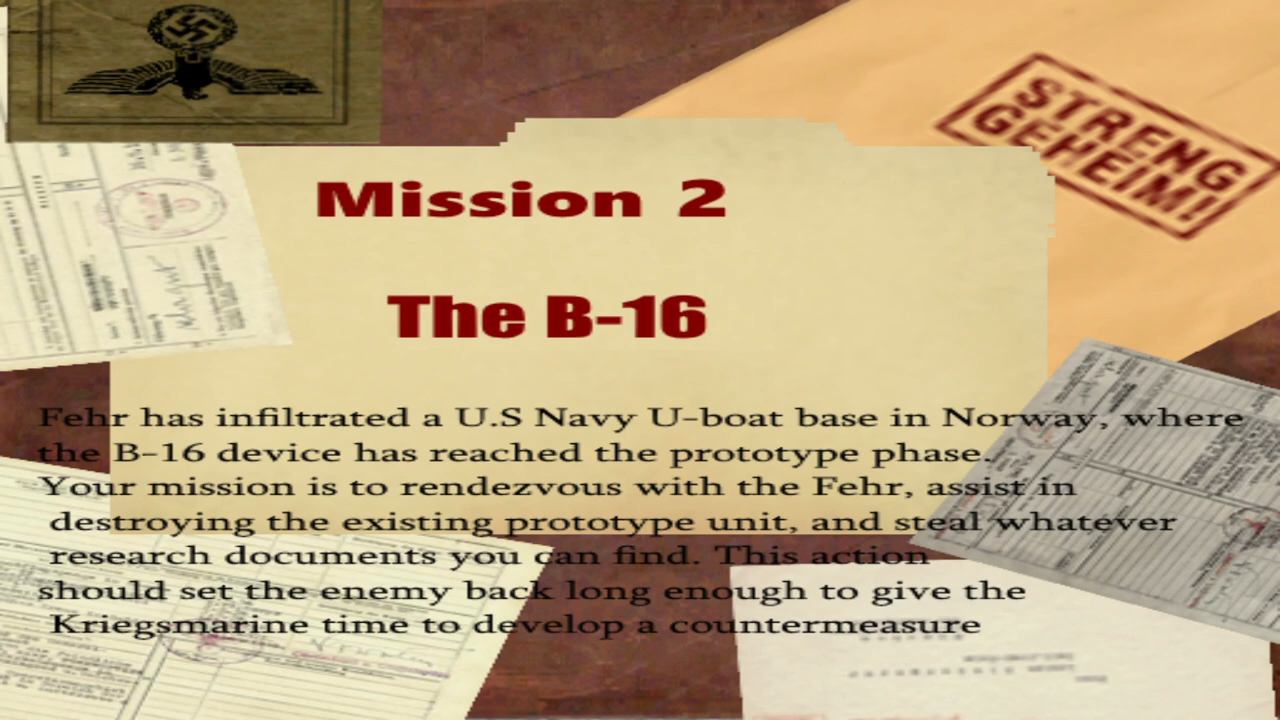 STRENG
GEHEIM!
Mission 2
The B-16
Fehr has infiltrated a U.S Navy U-boat base in Norway, where
the B-16 device has reached the prototype phase.
Your mission is to rendezvous with the Fehr, assist in
destroying the existing prototype unit, and steal whatever
research documents you can find. This action
should set the enemy back long enough to give the
Kriegsmarine time to develop a countermeasure